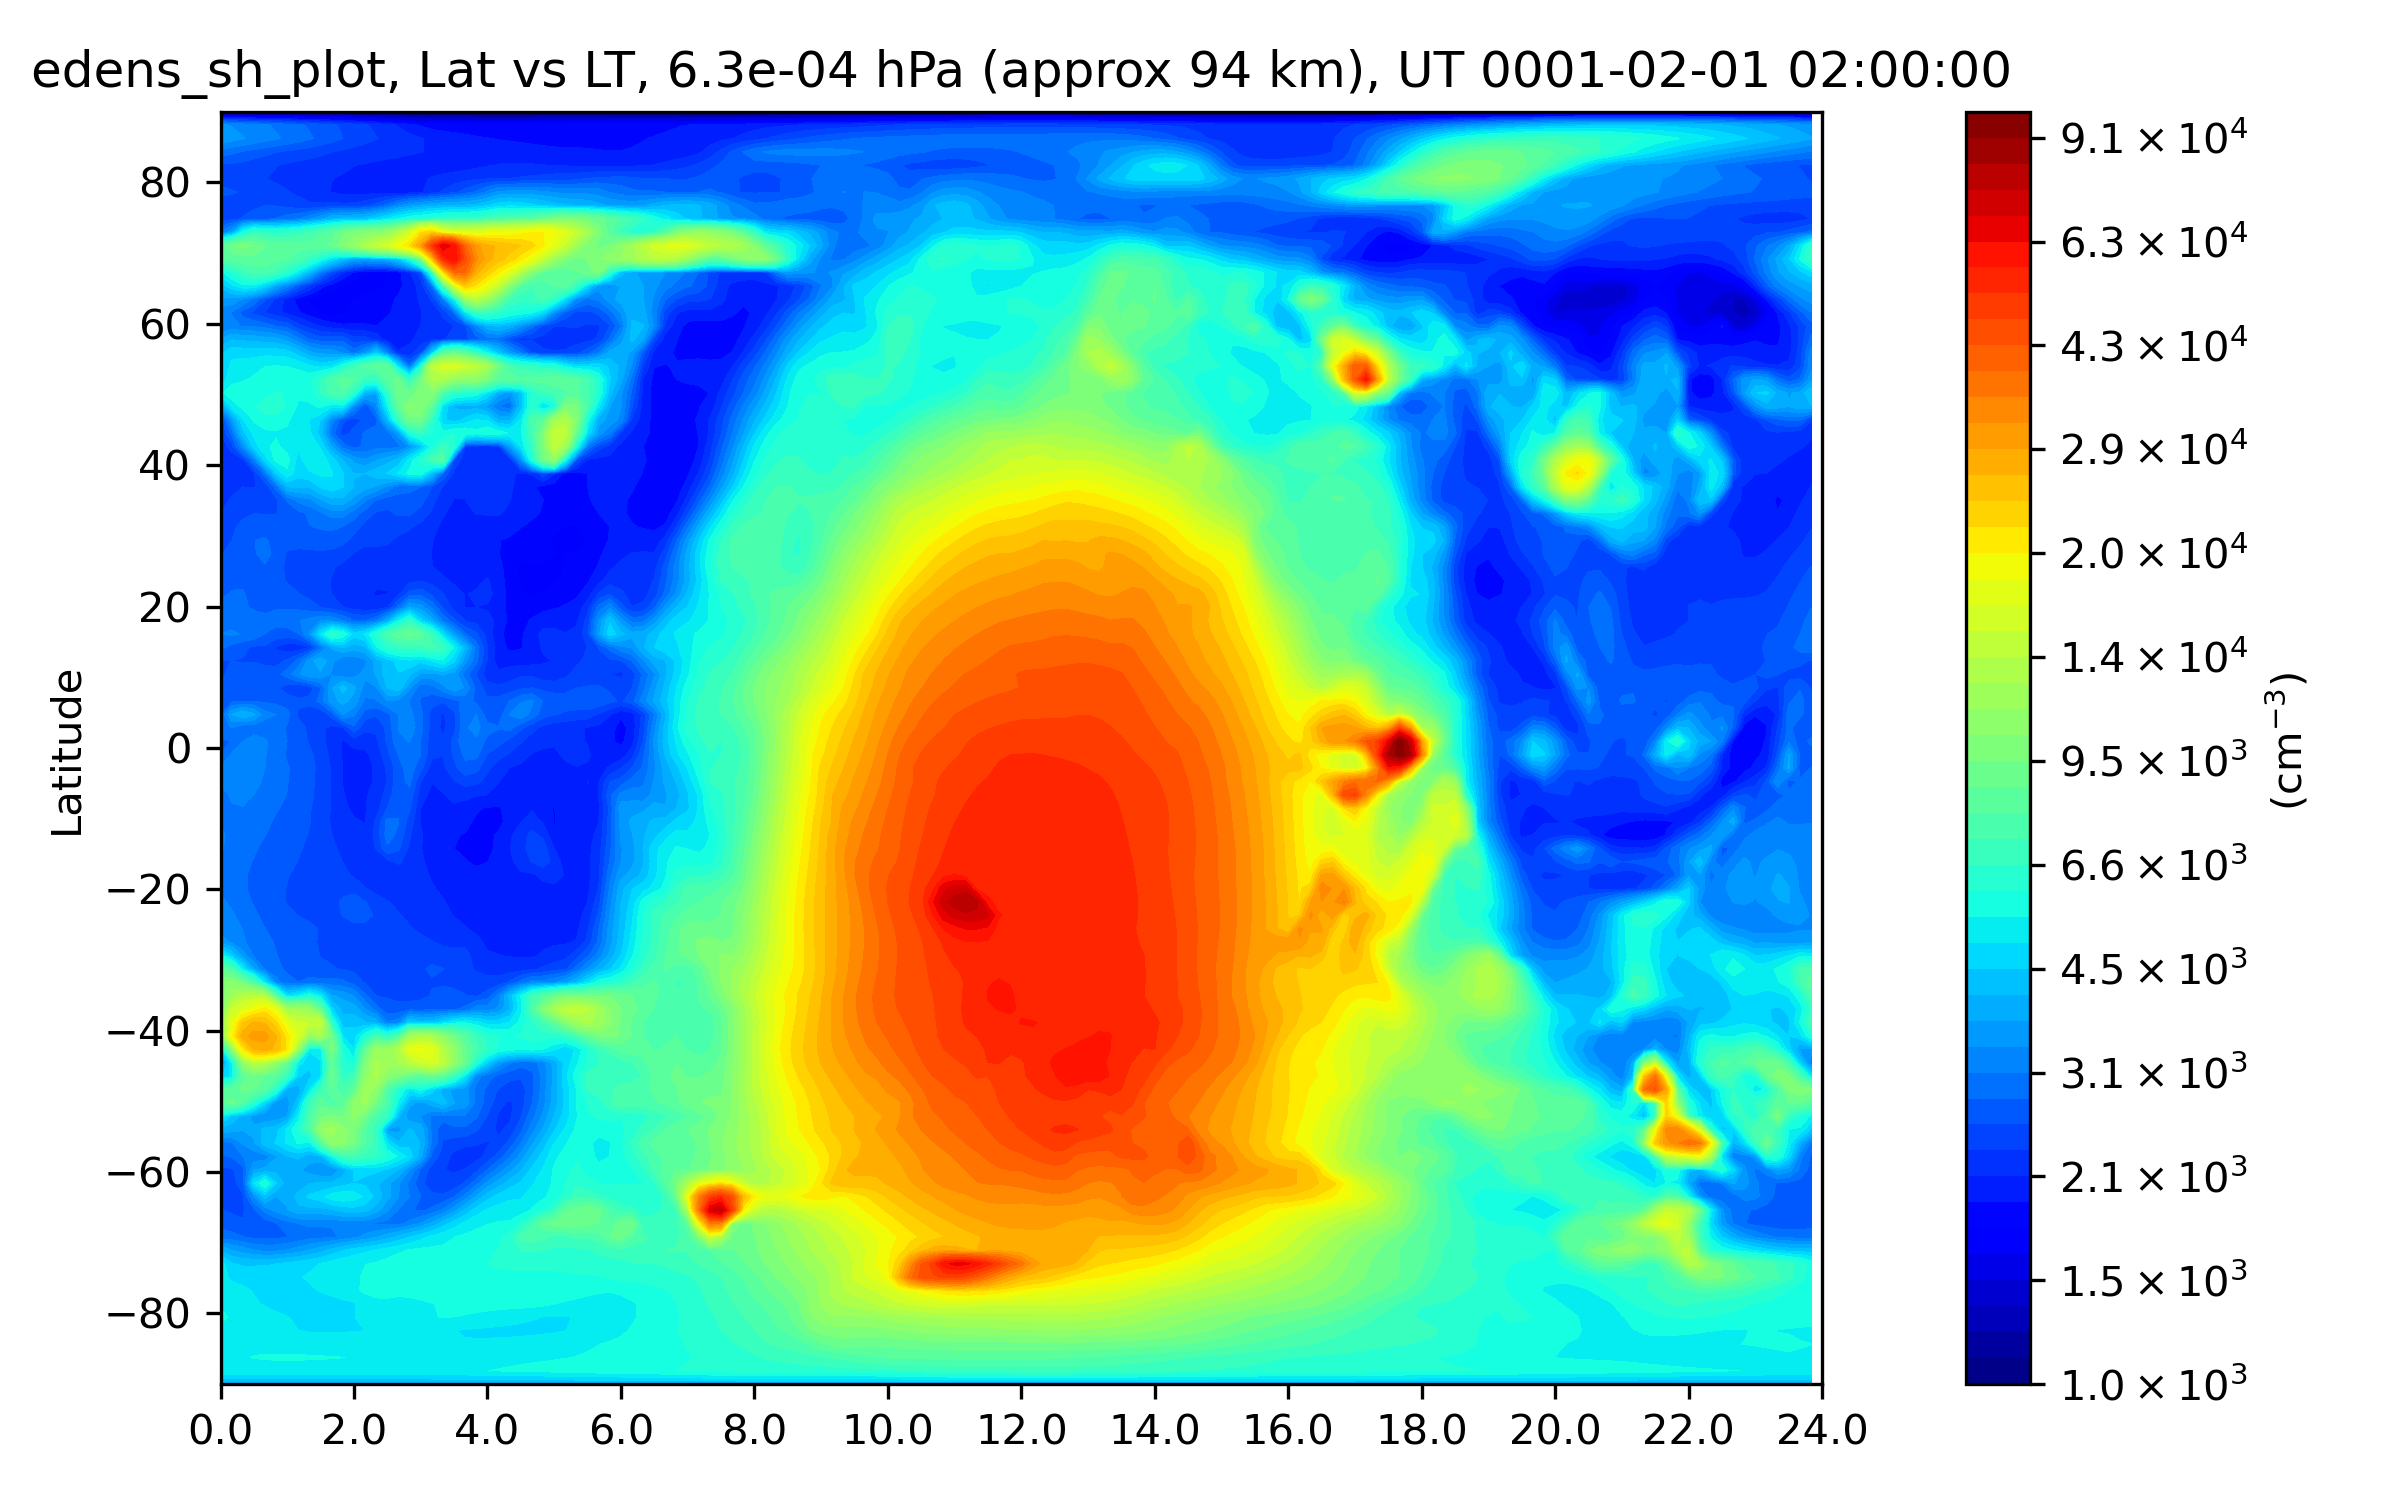 edens_sh_plot, Lat vs LT, 6.3e-04 hPa (approx 94 km), UT 0001-02-01 02:00:00
Latitude
80
60
40
20
0
−20
−40
−60
−80
0.0 2.0 4.0 6.0 8.0 10.0 12.0 14.0 16.0 18.0 20.0 22.0 24.0
9.1 × 10⁴
6.3 × 10⁴
4.3 × 10⁴
2.9 × 10⁴
2.0 × 10⁴
1.4 × 10⁴
9.5 × 10³
6.6 × 10³
4.5 × 10³
3.1 × 10³
2.1 × 10³
1.5 × 10³
1.0 × 10³
(cm⁻³)